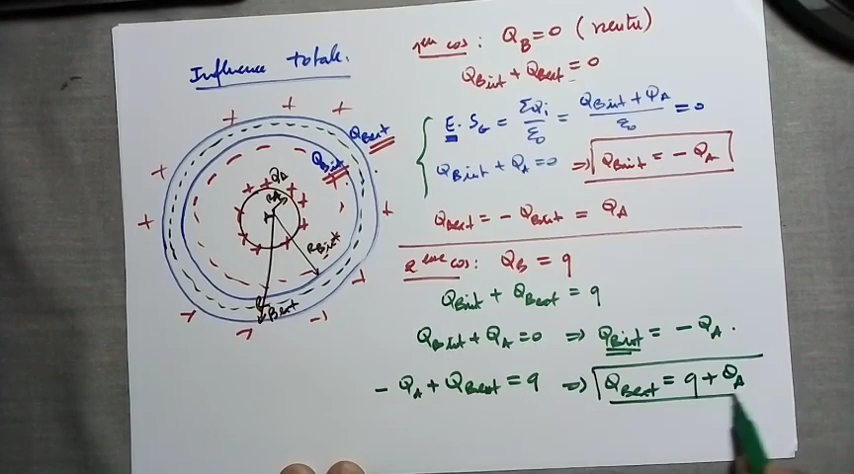 Influence totale.
1er cas : Q_B = 0 (neutre)
Q_Bint + Q_Bext = 0
E. S_G = ΣQi/ε0 = (Q_Bint + Q_A)/ε0 = 0
Q_Bint + Q_A = 0 => Q_Bint = - Q_A
Q_Bext = - Q_Bint = Q_A
2eme cas : Q_B = q
Q_Bint + Q_Bext = q
Q_Bint + Q_A = 0 => Q_Bint = - Q_A.
- Q_A + Q_Bext = q => Q_Bext = q + Q_A
Q_Bext
Q_Bint
Q_A
R_A
R_Bint
R_Bext